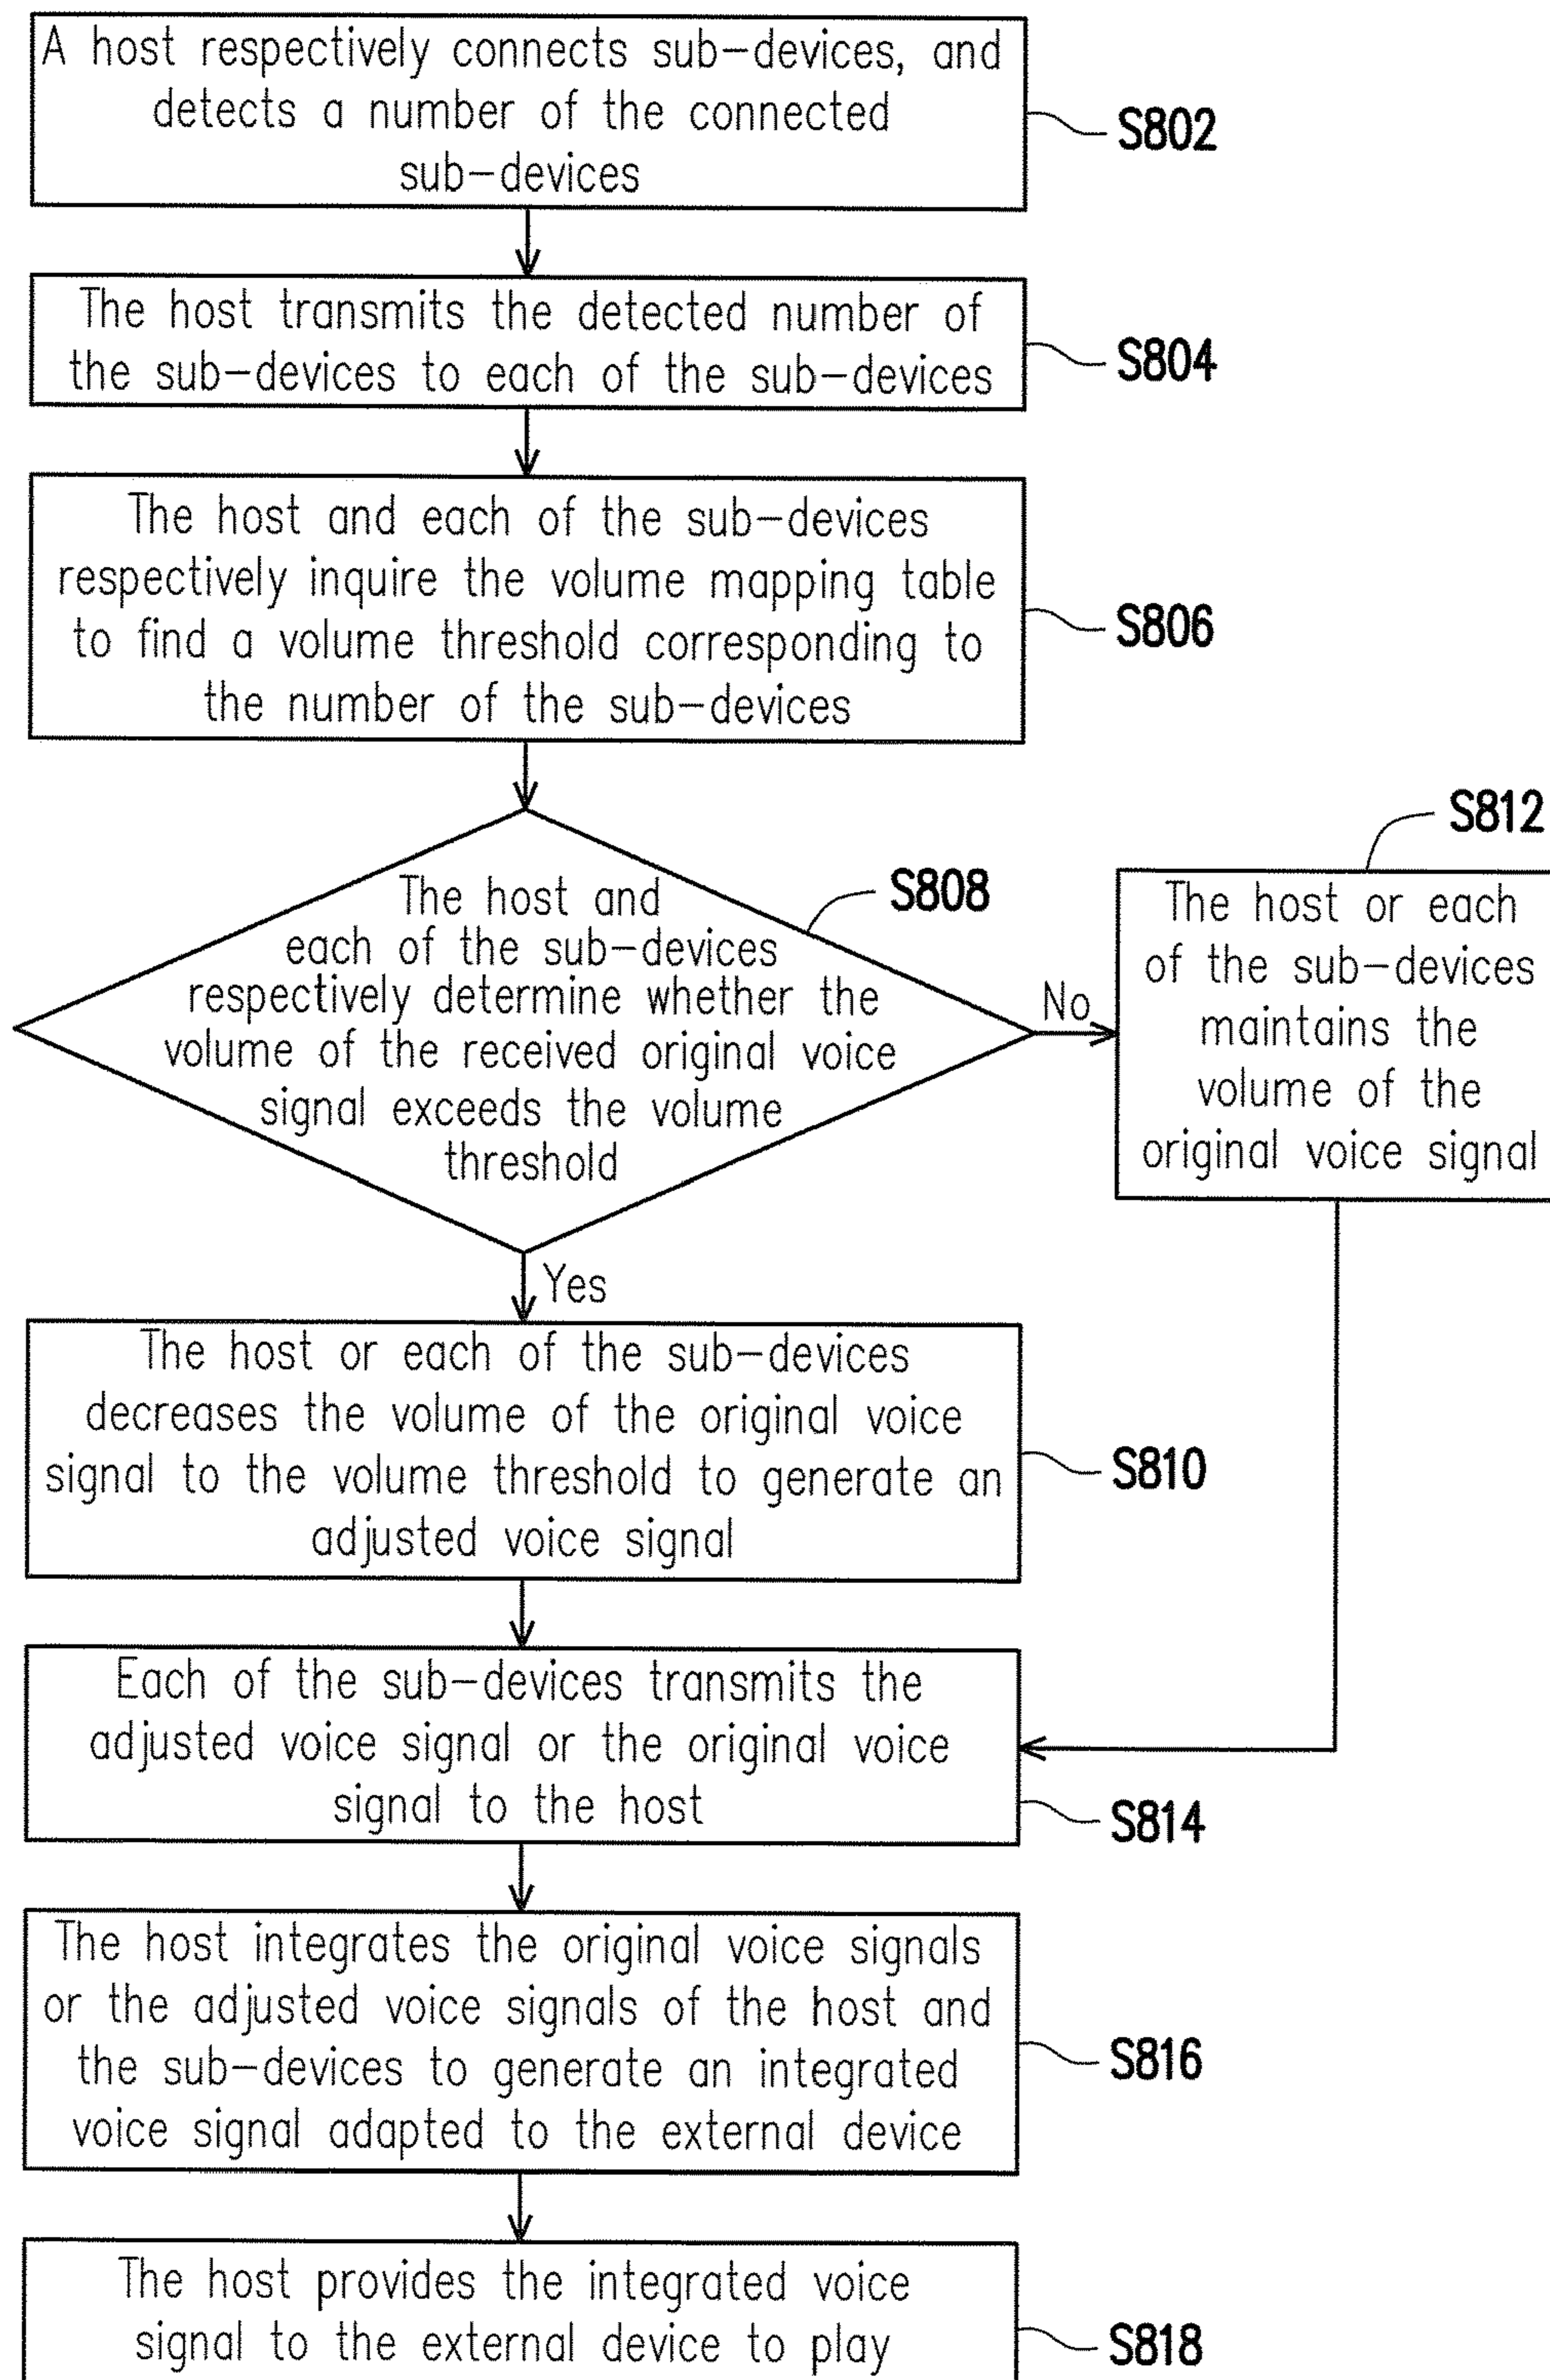 A host respectively connects sub-devices, and
detects a number of the connected
sub-devices
S802
The host transmits the detected number of
the sub-devices to each of the sub-devices
S804
The host and each of the sub-devices
respectively inquire the volume mapping table
to find a volume threshold corresponding to
the number of the sub-devices
S806
The host and
each of the sub-devices
respectively determine whether the
volume of the received original voice
signal exceeds the volume
threshold
S808
No
S812
The host or each
of the sub-devices
maintains the
volume of the
original voice signal
Yes
The host or each of the sub-devices
decreases the volume of the original voice
signal to the volume threshold to generate an
adjusted voice signal
S810
Each of the sub-devices transmits the
adjusted voice signal or the original voice
signal to the host
S814
The host integrates the original voice signals
or the adjusted voice signals of the host and
the sub-devices to generate an integrated
voice signal adapted to the external device
S816
The host provides the integrated voice
signal to the external device to play
S818